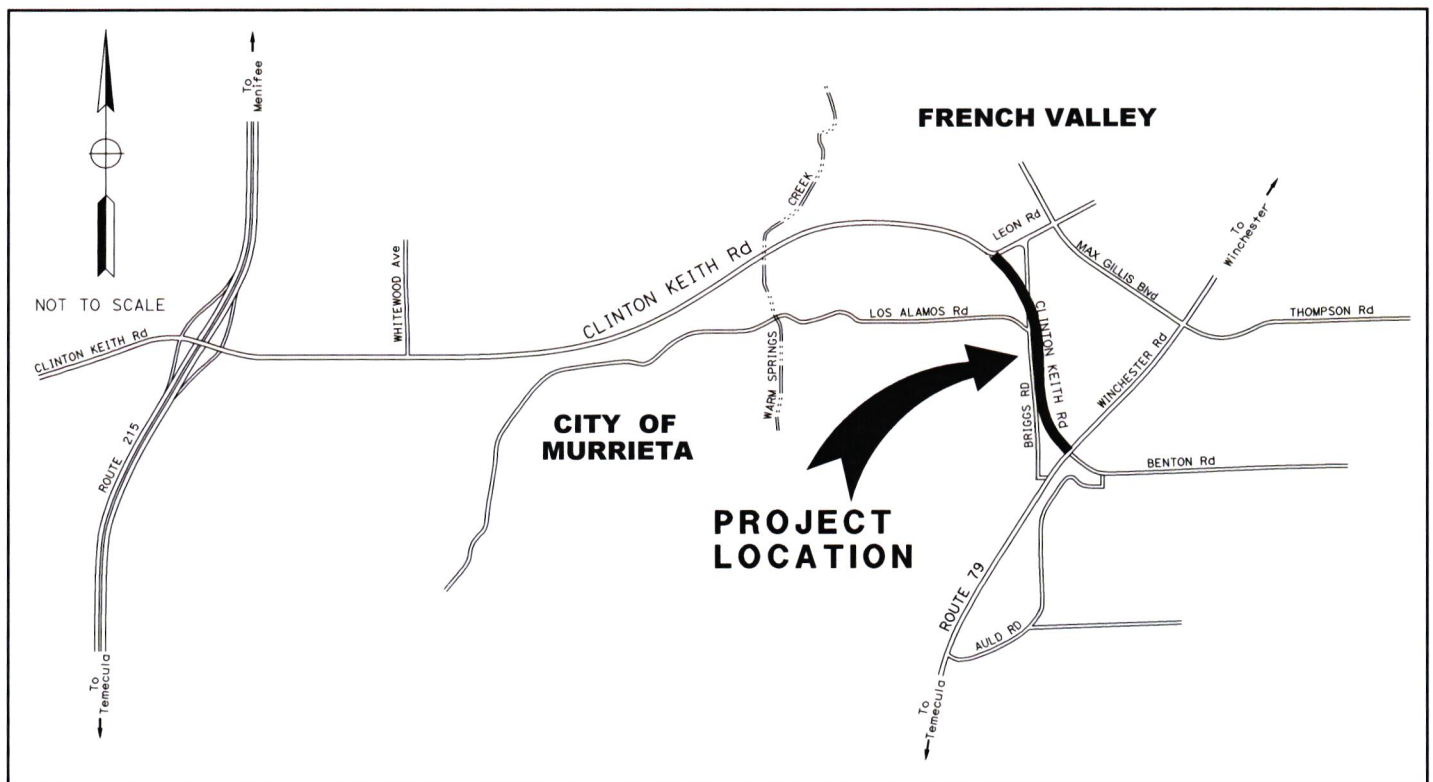 To
Menifee
FRENCH VALLEY
CREEK
LEON Rd
To
Winchester
MAX GILLIS Blvd
NOT TO SCALE
WHITEWOOD Ave
CLINTON KEITH Rd
CLINTON KEITH Rd
LOS ALAMOS Rd
CLINTON KEITH Rd
THOMPSON Rd
WINCHESTER Rd
WARM SPRINGS
BRIGGS RD
CITY OF
MURRIETA
ROUTE 215
BENTON Rd
PROJECT
LOCATION
ROUTE 79
AULD RD
To
Temecula
To
Temecula